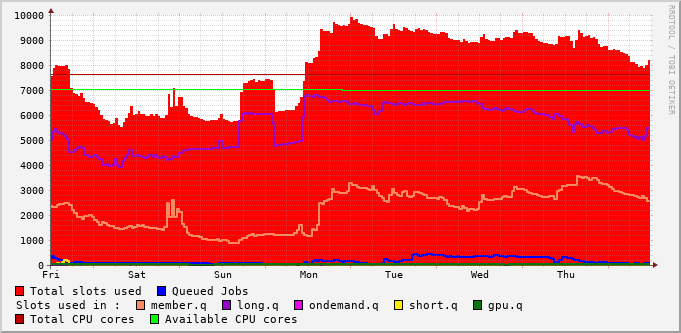 10000
9000
8000
7000
6000
5000
4000
3000
2000
1000
0
Fri Sat Sun Mon Tue Wed Thu
Total slots used Queued Jobs
Slots used in : member.q long.q ondemand.q short.q gpu.q
Total CPU cores Available CPU cores
RRDTOOL / TOBI OETIKER